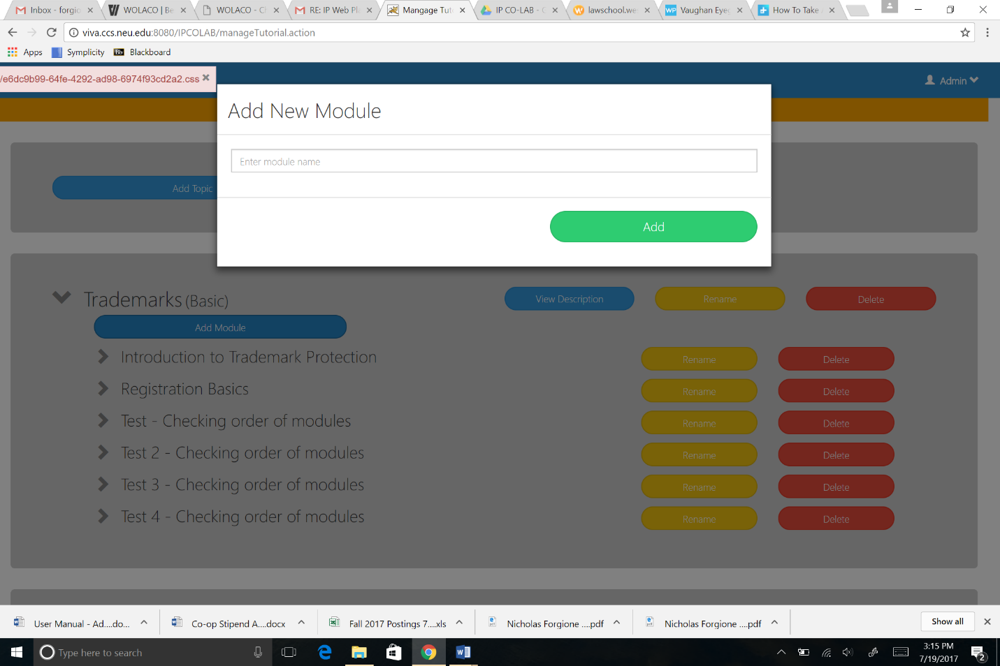 Inbox - forgio
WOLACO | Be
WOLACO - C
RE: IP Web Pl
Mangage Tut
IP CO-LAB - 
lawschool.we
WP Vaughan Eye
How To Take
viva.ccs.neu.edu:8080/IPCOLAB/manageTutorial.action
Apps Symplicity Bb Blackboard
/e6dc9b99-64fe-4292-ad98-6974f93cd2a2.css
Admin
Add New Module
Enter module name
Add Topic
Add
Trademarks (Basic)
View Description Rename Delete
Add Module
Introduction to Trademark Protection Rename Delete
Registration Basics Rename Delete
Test - Checking order of modules Rename Delete
Test 2 - Checking order of modules Rename Delete
Test 3 - Checking order of modules Rename Delete
Test 4 - Checking order of modules Rename Delete
User Manual - Ad....do...
Co-op Stipend A....docx
Fall 2017 Postings 7....xls
Nicholas Forgione ....pdf
Nicholas Forgione ....pdf
Show all
Type here to search
3:15 PM
7/19/2017
2